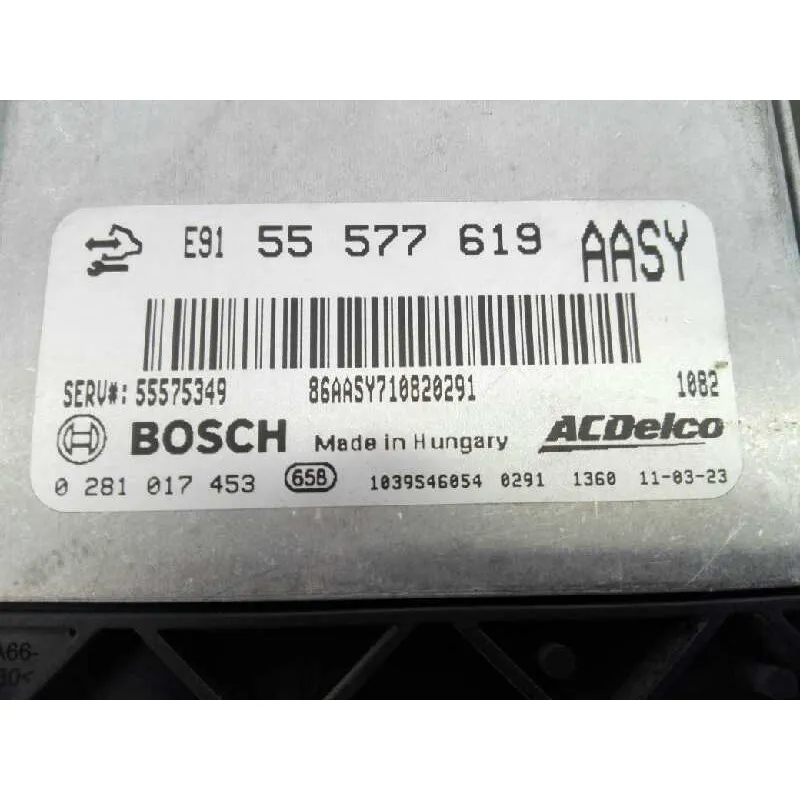 E91 55 577 619 AASY
SERV#: 55575349 86AASY710820291 1082
BOSCH Made in Hungary ACDelco
0 281 017 453 658 1039S46054 0291 1360 11-03-23
A66-